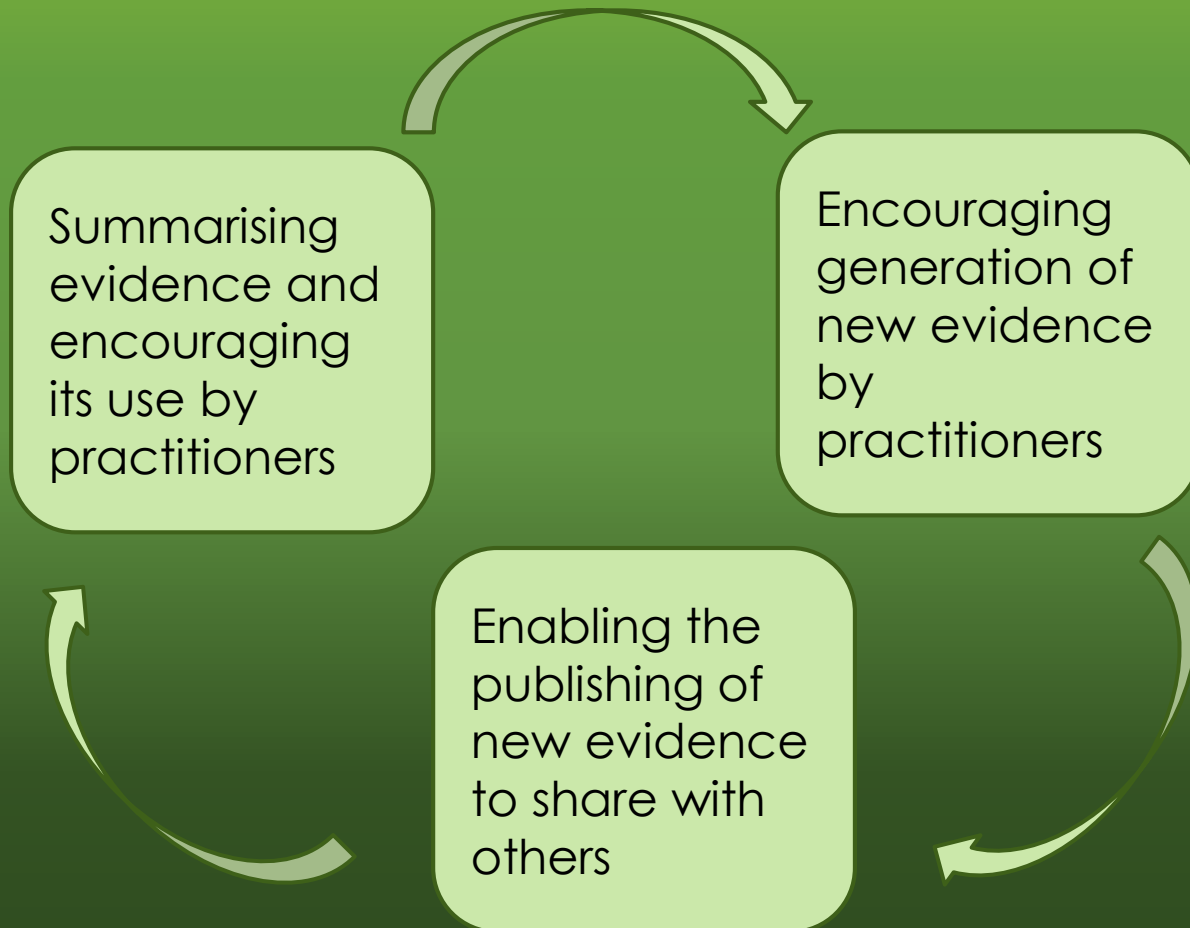 Summarising
evidence and
encouraging
its use by
practitioners
Encouraging
generation of
new evidence
by
practitioners
Enabling the
publishing of
new evidence
to share with
others